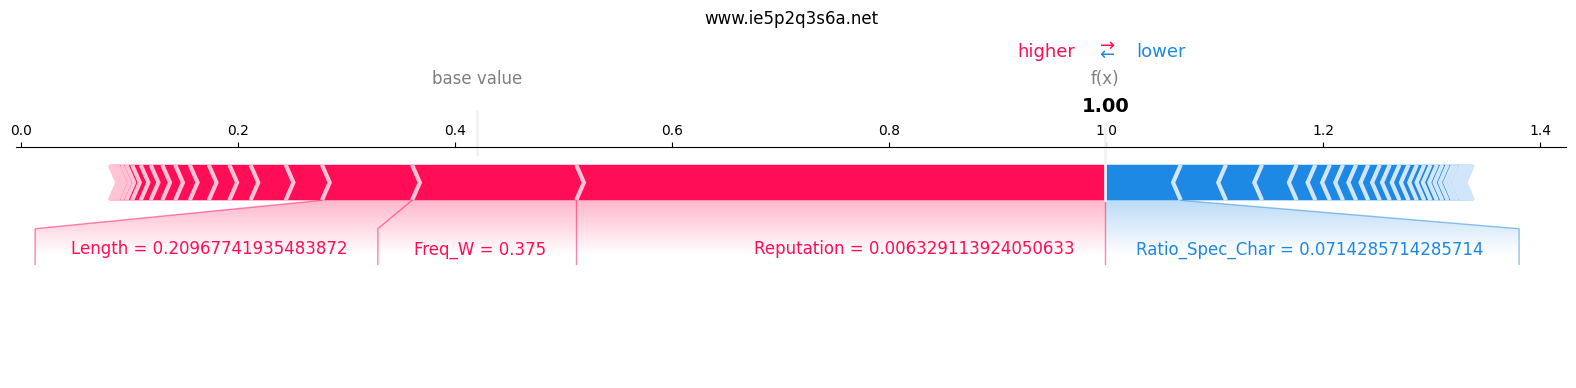 www.ie5p2q3s6a.net
higher ⇄ lower
base value f(x)
1.00
0.0 0.2 0.4 0.6 0.8 1.0 1.2 1.4
Length = 0.20967741935483872 Freq_W = 0.375 Reputation = 0.006329113924050633 Ratio_Spec_Char = 0.0714285714285714